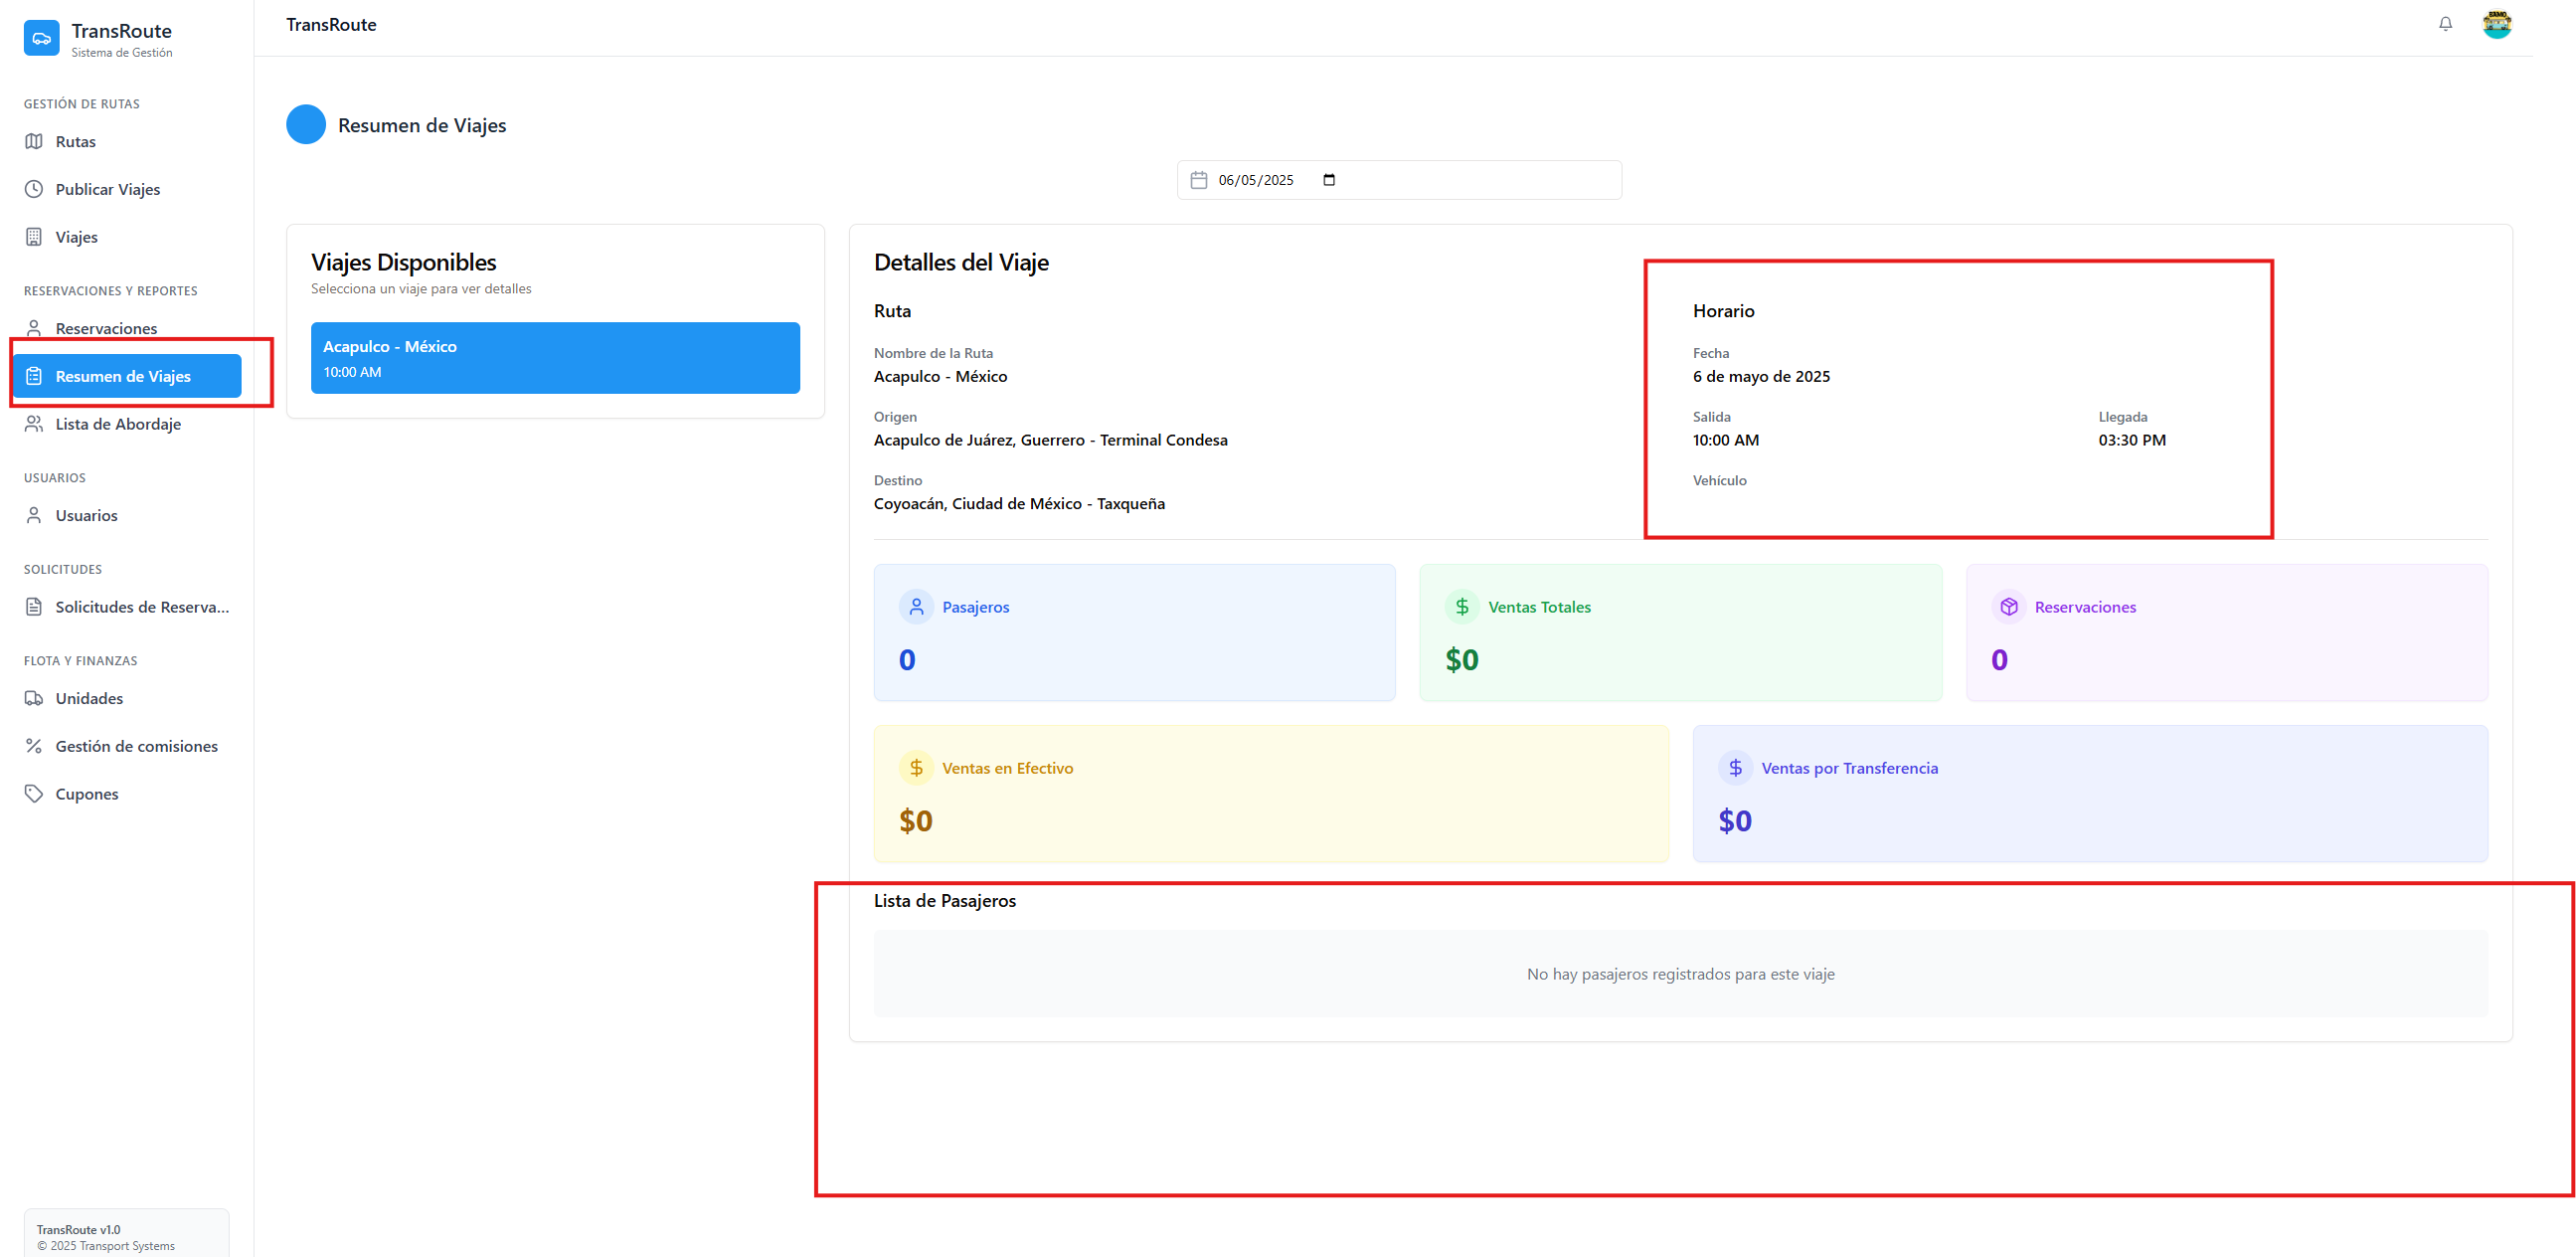 TransRoute
Sistema de Gestión
GESTIÓN DE RUTAS
Rutas
Publicar Viajes
Viajes
RESERVACIONES Y REPORTES
Reservaciones
Resumen de Viajes
Lista de Abordaje
USUARIOS
Usuarios
SOLICITUDES
Solicitudes de Reserva...
FLOTA Y FINANZAS
Unidades
Gestión de comisiones
Cupones
TransRoute v1.0
© 2025 Transport Systems
TransRoute
Resumen de Viajes
06/05/2025
Viajes Disponibles
Selecciona un viaje para ver detalles
Acapulco - México
10:00 AM
Detalles del Viaje
Ruta
Nombre de la Ruta
Acapulco - México
Origen
Acapulco de Juárez, Guerrero - Terminal Condesa
Destino
Coyoacán, Ciudad de México - Taxqueña
Horario
Fecha
6 de mayo de 2025
Salida
10:00 AM
Llegada
03:30 PM
Vehículo
Pasajeros
0
Ventas Totales
$0
Reservaciones
0
Ventas en Efectivo
$0
Ventas por Transferencia
$0
Lista de Pasajeros
No hay pasajeros registrados para este viaje